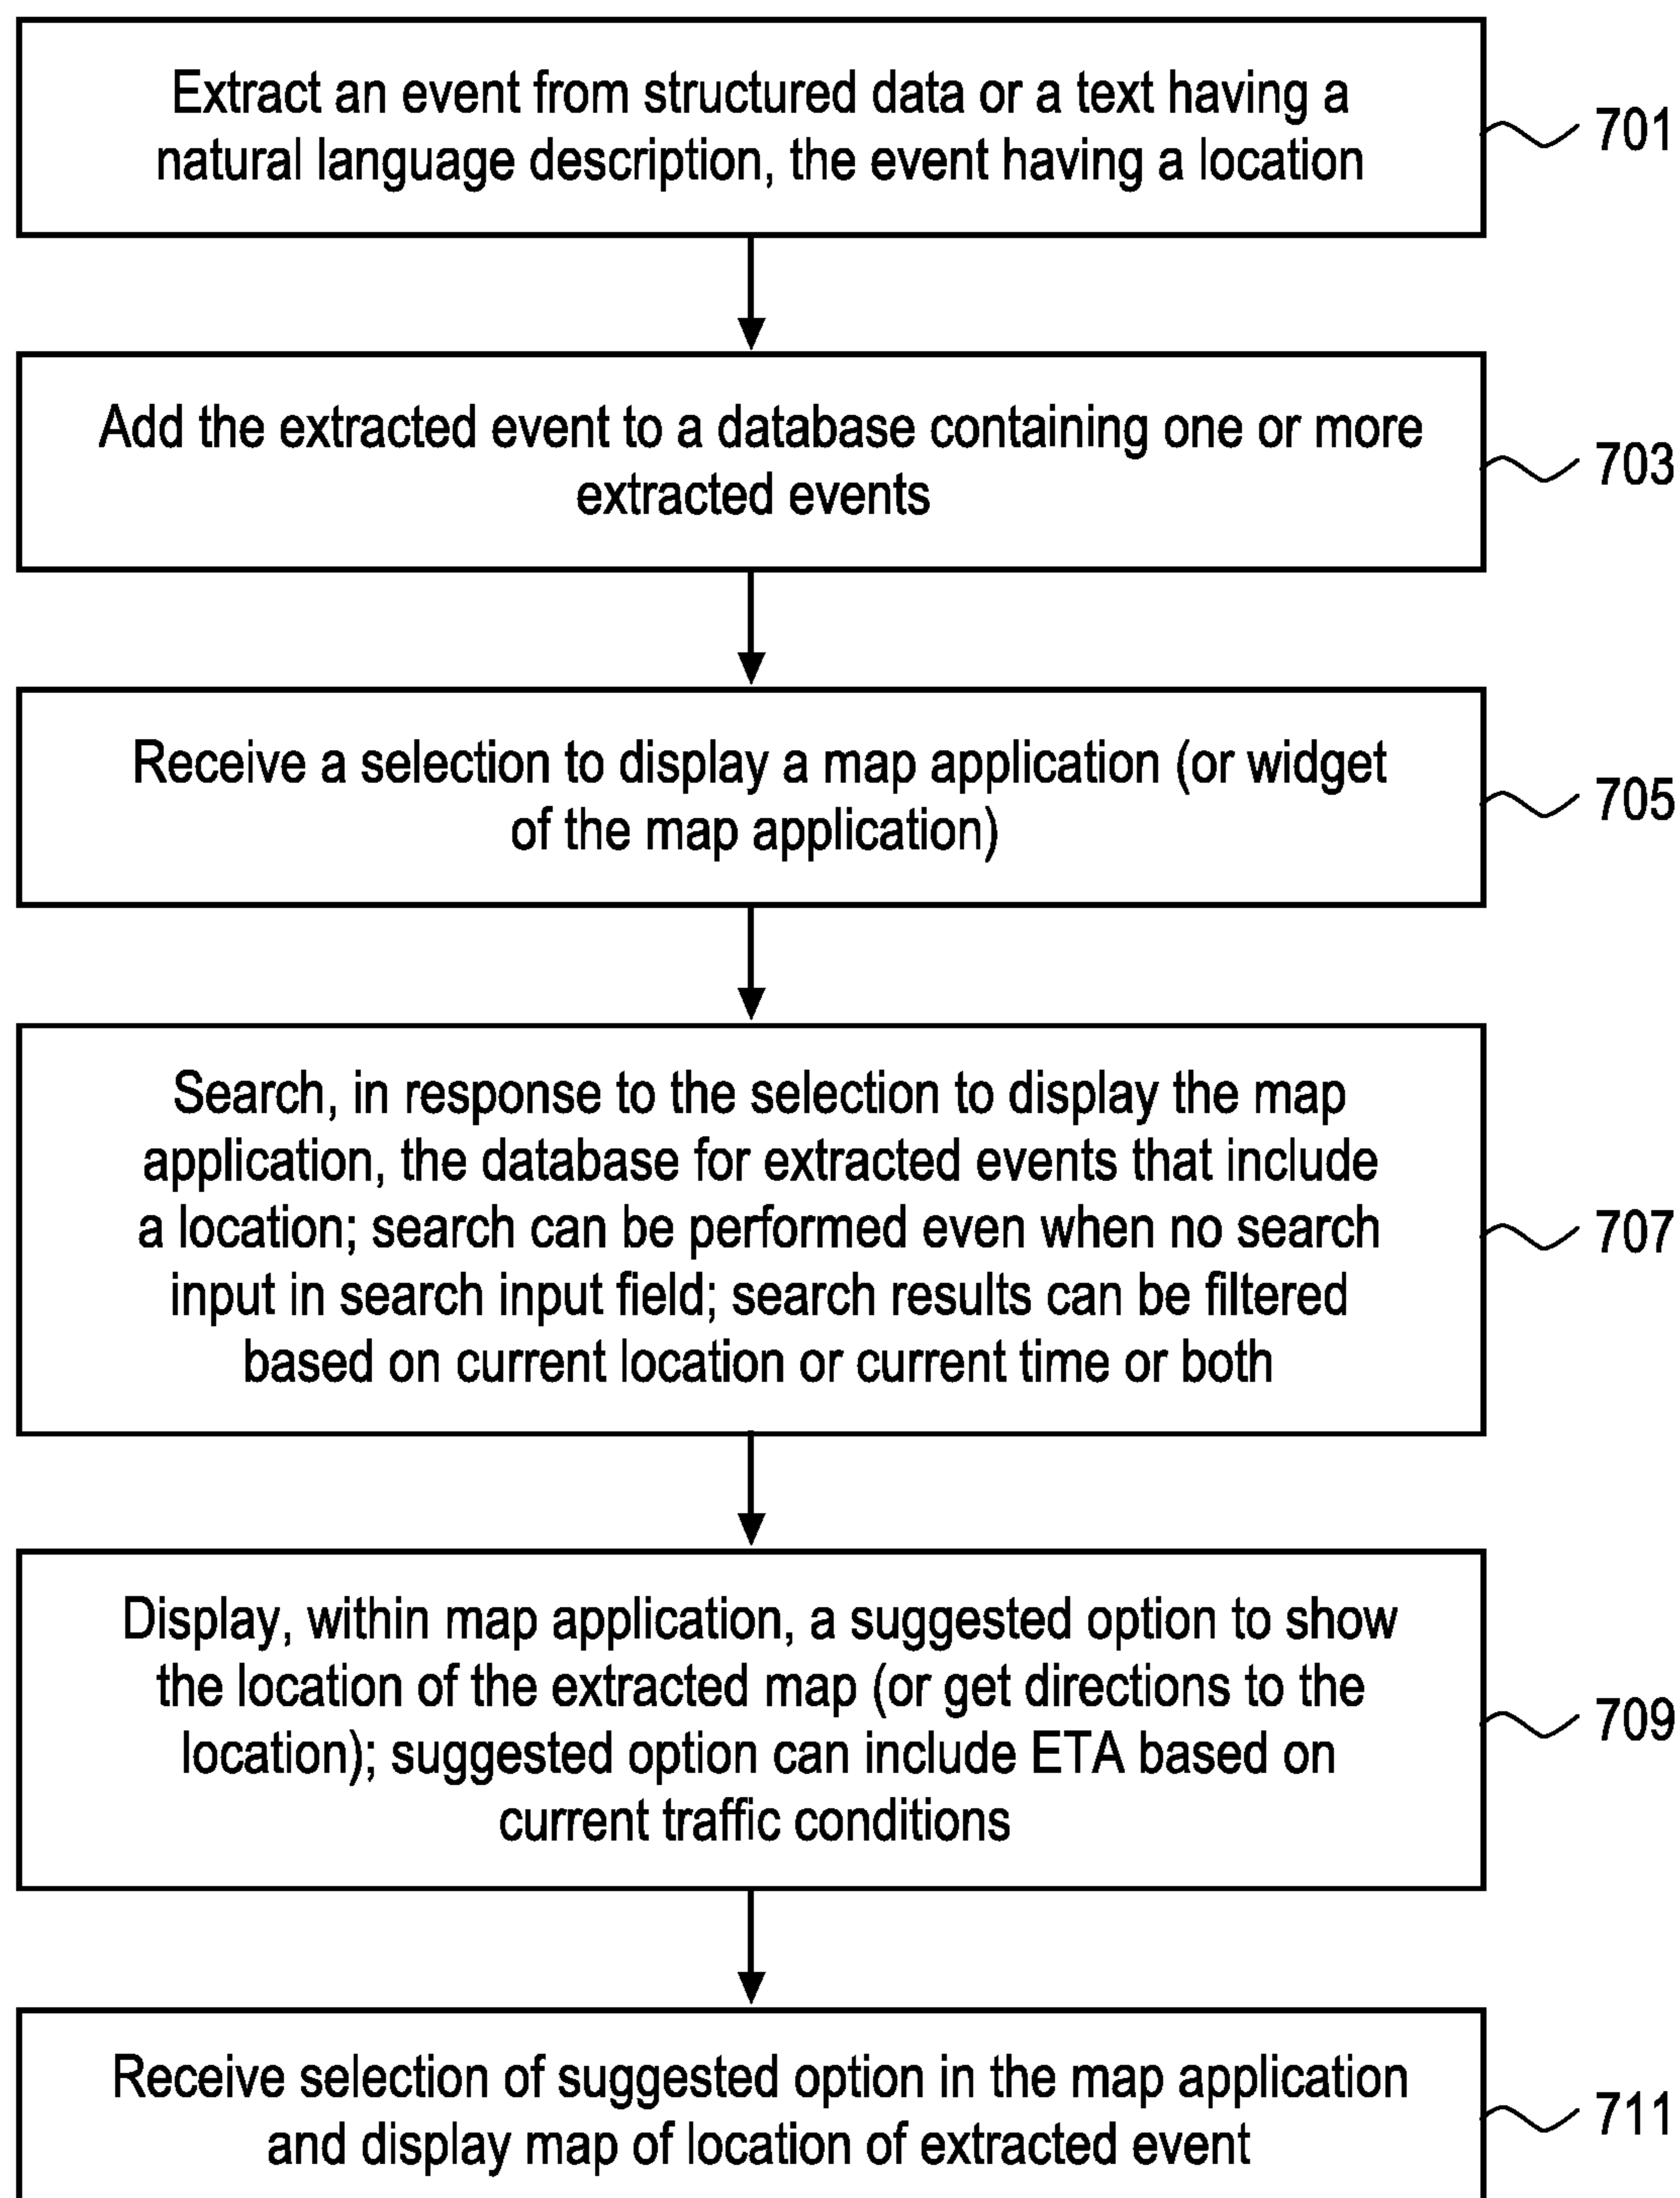 Extract an event from structured data or a text having a
natural language description, the event having a location
701
Add the extracted event to a database containing one or more
extracted events
703
Receive a selection to display a map application (or widget
of the map application)
705
Search, in response to the selection to display the map
application, the database for extracted events that include
a location; search can be performed even when no search
input in search input field; search results can be filtered
based on current location or current time or both
707
Display, within map application, a suggested option to show
the location of the extracted map (or get directions to the
location); suggested option can include ETA based on
current traffic conditions
709
Receive selection of suggested option in the map application
and display map of location of extracted event
711